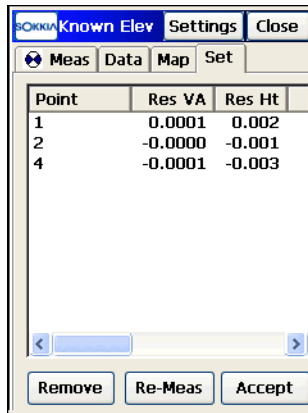 SOKKIA Known Elev Settings Close
Meas Data Map Set
Point Res VA Res Ht
1 0.0001 0.002
2 -0.0000 -0.001
4 -0.0001 -0.003
Remove Re-Meas Accept